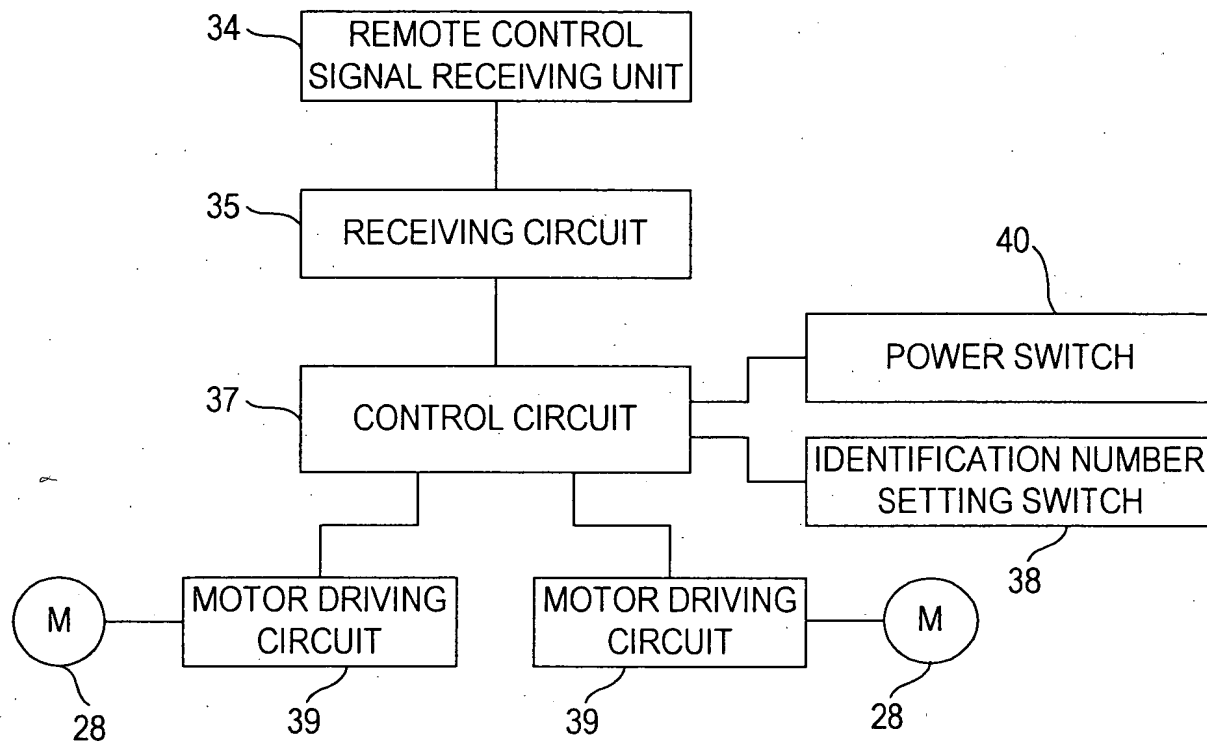 34
REMOTE CONTROL
SIGNAL RECEIVING UNIT
35
RECEIVING CIRCUIT
40
POWER SWITCH
37
CONTROL CIRCUIT
IDENTIFICATION NUMBER
SETTING SWITCH
38
M
MOTOR DRIVING
CIRCUIT
MOTOR DRIVING
CIRCUIT
M
28
39
39
28